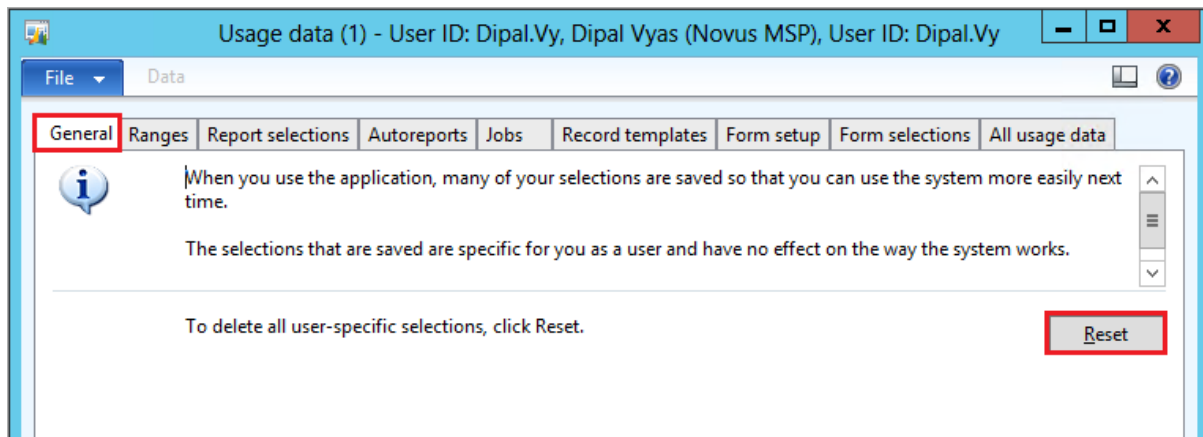 Usage data (1) - User ID: Dipal.Vy, Dipal Vyas (Novus MSP), User ID: Dipal.Vy
File Data
General Ranges Report selections Autoreports Jobs Record templates Form setup Form selections All usage data
When you use the application, many of your selections are saved so that you can use the system more easily next
time.
The selections that are saved are specific for you as a user and have no effect on the way the system works.
To delete all user-specific selections, click Reset.
Reset